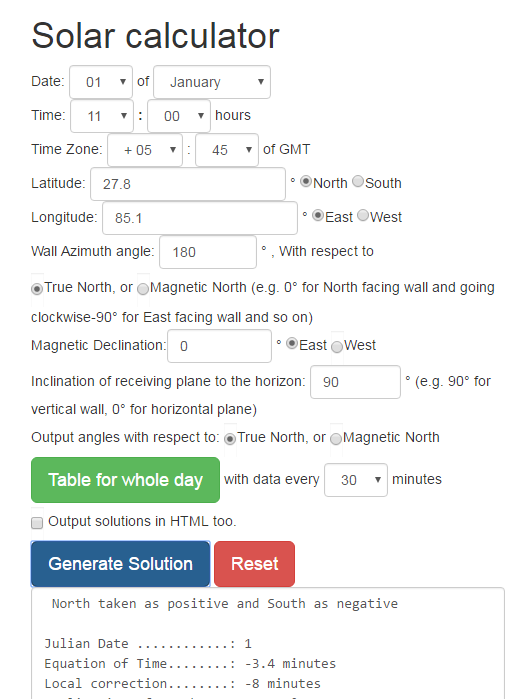 Solar calculator
Date: 01 of January
Time: 11 : 00 hours
Time Zone: + 05 : 45 of GMT
Latitude: 27.8 ° North South
Longitude: 85.1 ° East West
Wall Azimuth angle: 180 ° , With respect to
True North, or Magnetic North (e.g. 0° for North facing wall and going
clockwise-90° for East facing wall and so on)
Magnetic Declination: 0 ° East West
Inclination of receiving plane to the horizon: 90 ° (e.g. 90° for
vertical wall, 0° for horizontal plane)
Output angles with respect to: True North, or Magnetic North
Table for whole day with data every 30 minutes
Output solutions in HTML too.
Generate Solution Reset
North taken as positive and South as negative
Julian Date ............: 1
Equation of Time........: -3.4 minutes
Local correction........: -8 minutes